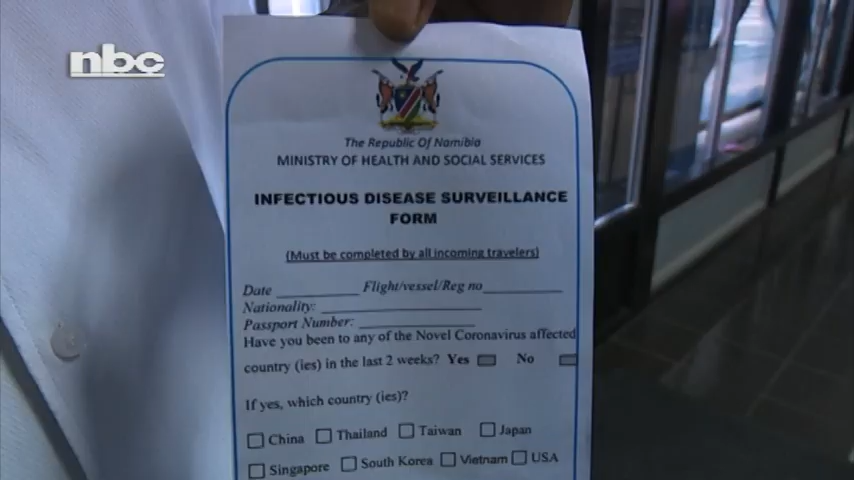 nbc
The Republic Of Namibia
MINISTRY OF HEALTH AND SOCIAL SERVICES
INFECTIOUS DISEASE SURVEILLANCE
FORM
(Must be completed by all incoming travelers)
Date Flight/vessel/Reg no
Nationality:
Passport Number:
Have you been to any of the Novel Coronavirus affected
country (ies) in the last 2 weeks? Yes No
If yes, which country (ies)?
China Thailand Taiwan Japan
Singapore South Korea Vietnam USA